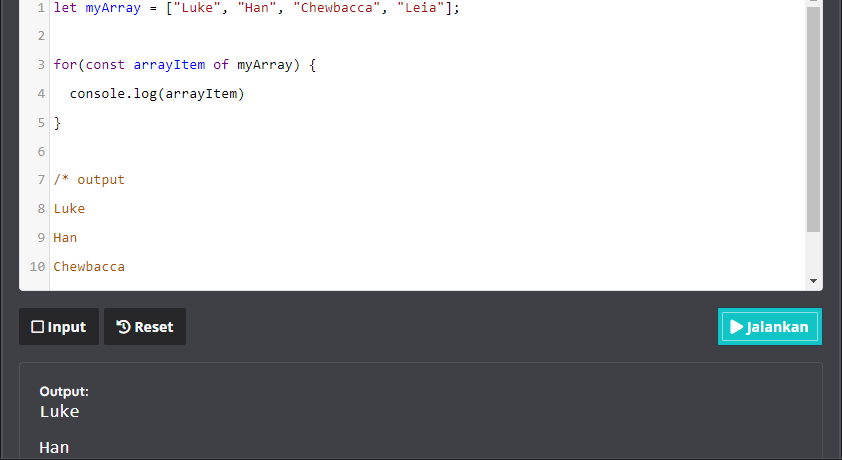 1 let myArray = ["Luke", "Han", "Chewbacca", "Leia"];
2
3 for(const arrayItem of myArray) {
4   console.log(arrayItem)
5 }
6
7 /* output
8 Luke
9 Han
10 Chewbacca
Input Reset Jalankan
Output:
Luke
Han